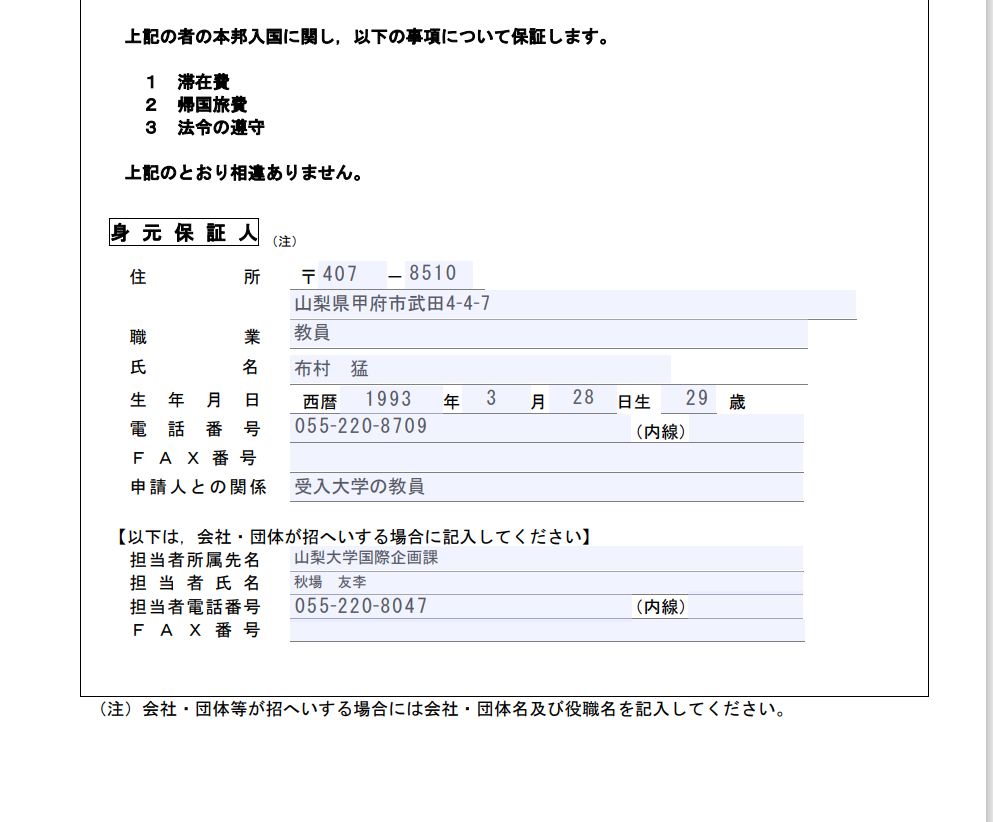 上記の者の本邦入国に関し，以下の事項について保証します。
1　滞在費
2　帰国旅費
3　法令の遵守
上記のとおり相違ありません。
身元保証人（注）
住所　〒407－8510
山梨県甲府市武田4-4-7
職業　教員
氏名　布村　猛
生年月日　西暦　1993　年　3　月　28　日生　29　歳
電話番号　055-220-8709　（内線）
ＦＡＸ番号
申請人との関係　受入大学の教員
【以下は，会社・団体が招へいする場合に記入してください】
担当者所属先名　山梨大学国際企画課
担当者氏名　秋場　友李
担当者電話番号　055-220-8047　（内線）
ＦＡＸ番号
（注）会社・団体等が招へいする場合には会社・団体名及び役職名を記入してください。